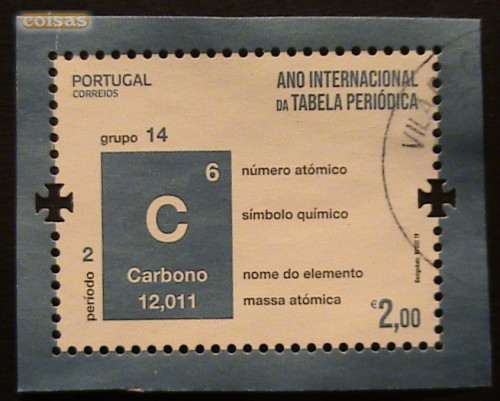 coisas
PORTUGAL
CORREIOS
ANO INTERNACIONAL
DA TABELA PERIÓDICA
grupo 14
6
número atómico
C
símbolo químico
período 2
Carbono
nome do elemento
12,011
massa atómica
€2,00